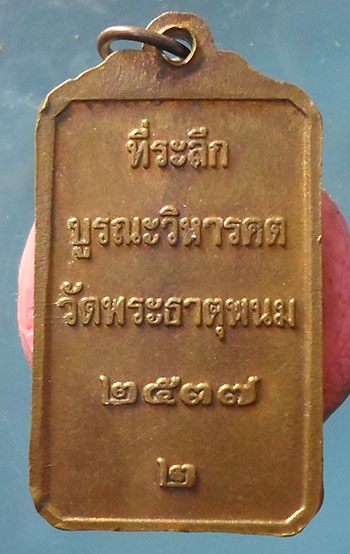 ที่ระลึก
บูรณะวิหารคต
วัดพระธาตุพนม
๒๕๓๗
๒